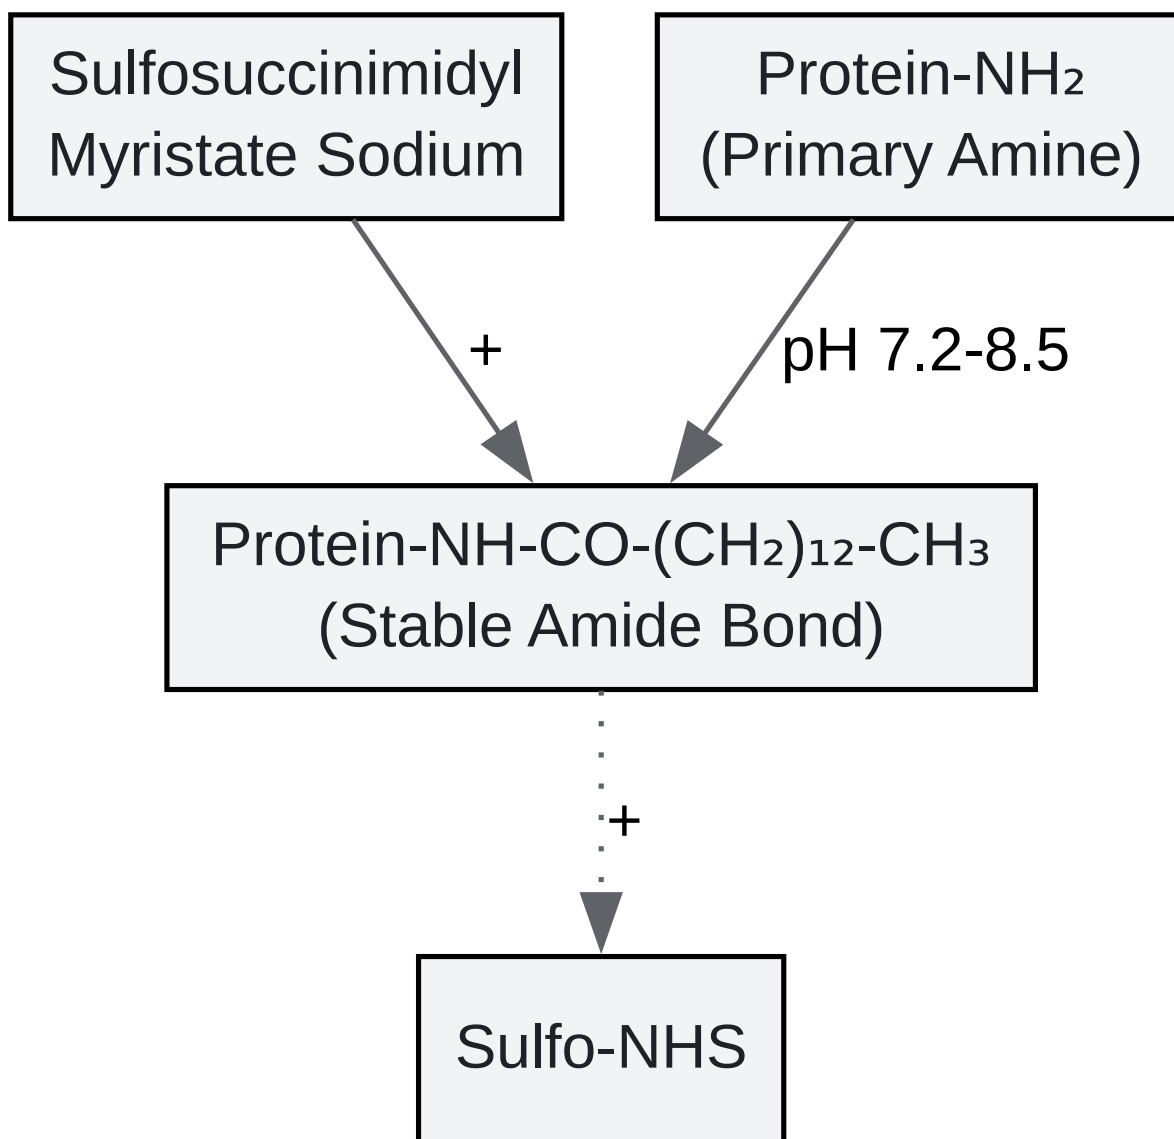 Sulfosuccinimidyl
Myristate Sodium
Protein-NH₂
(Primary Amine)
+
pH 7.2-8.5
Protein-NH-CO-(CH₂)₁₂-CH₃
(Stable Amide Bond)
+
Sulfo-NHS